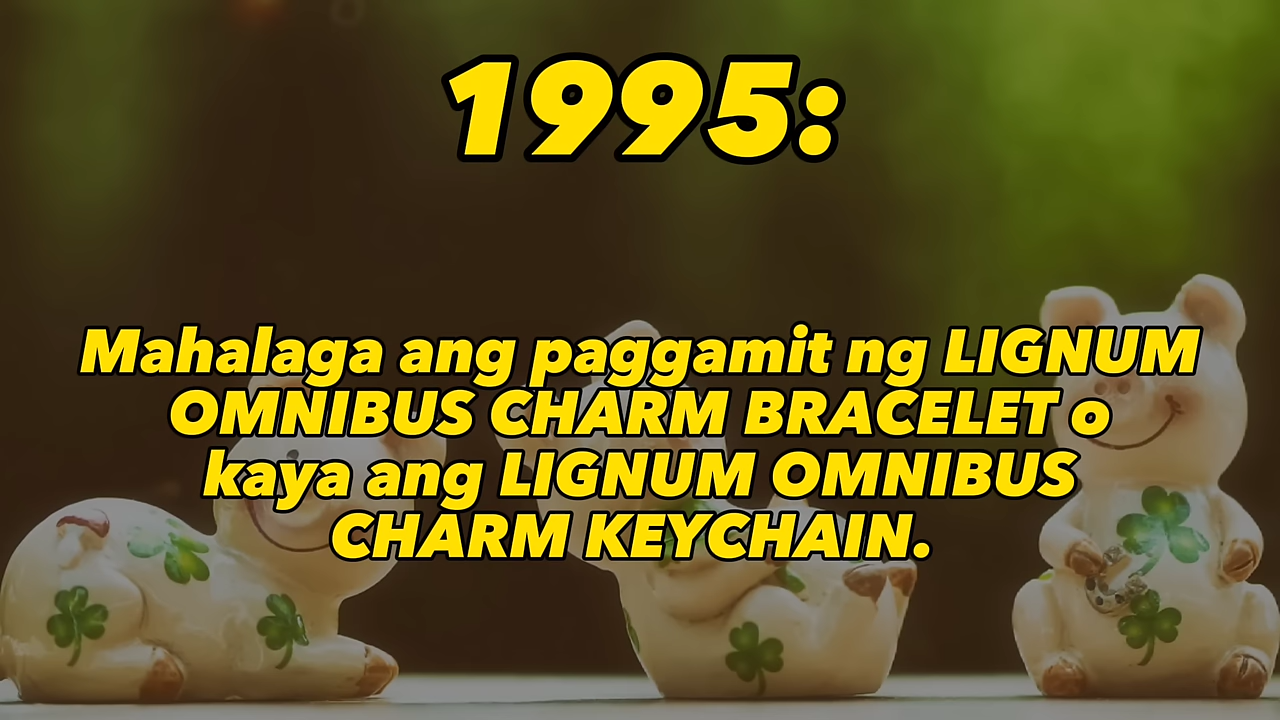 1995:
Mahalaga ang paggamit ng LIGNUM
OMNIBUS CHARM BRACELET o
kaya ang LIGNUM OMNIBUS
CHARM KEYCHAIN.